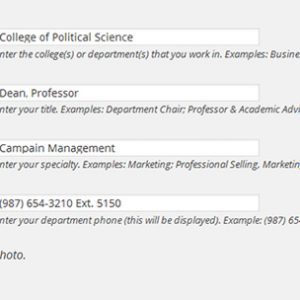 College of Political Science
nter the college(s) or department(s) that you work in. Examples: Busine
Dean, Professor
nter your title. Examples: Department Chair; Professor & Academic Advi
Campain Management
nter your specialty. Examples: Marketing; Professional Selling, Marketing
(987) 654-3210 Ext. 5150
nter your department phone (this will be displayed). Example: (987) 654
hoto.